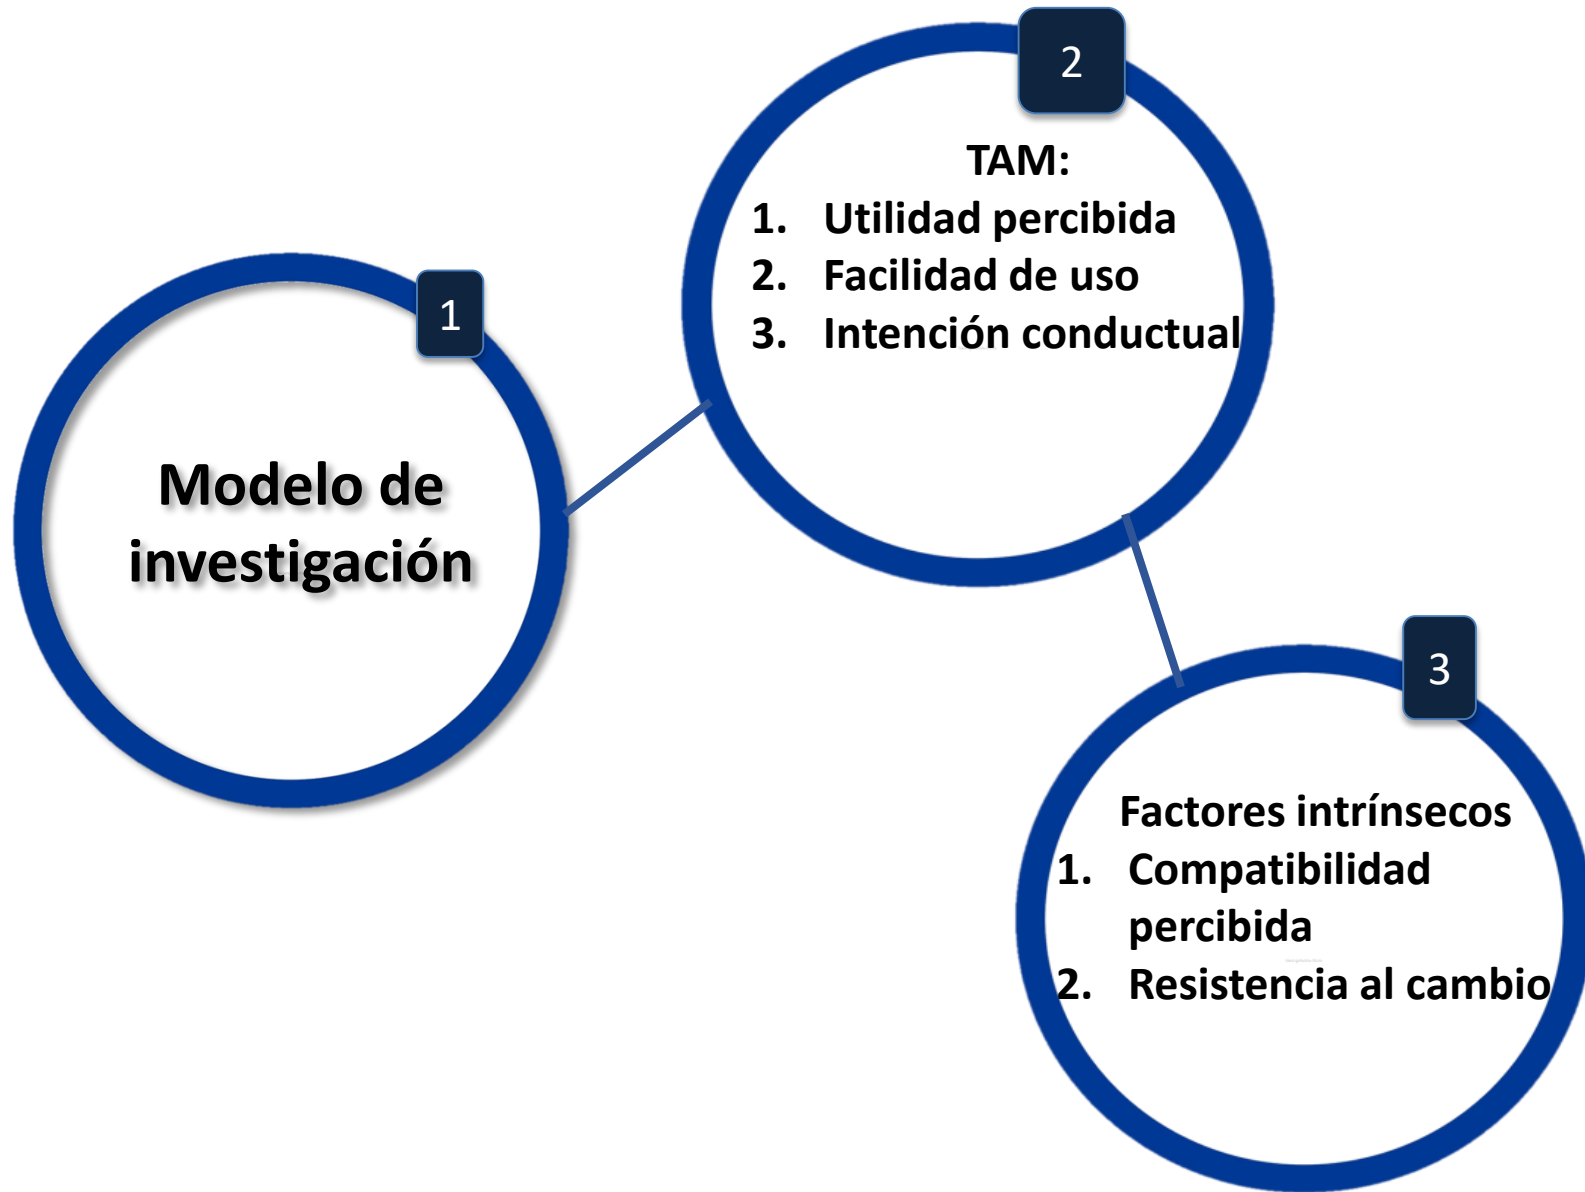 1
Modelo de
investigación
2
TAM:
1. Utilidad percibida
2. Facilidad de uso
3. Intención conductual
3
Factores intrínsecos
1. Compatibilidad
percibida
2. Resistencia al cambio